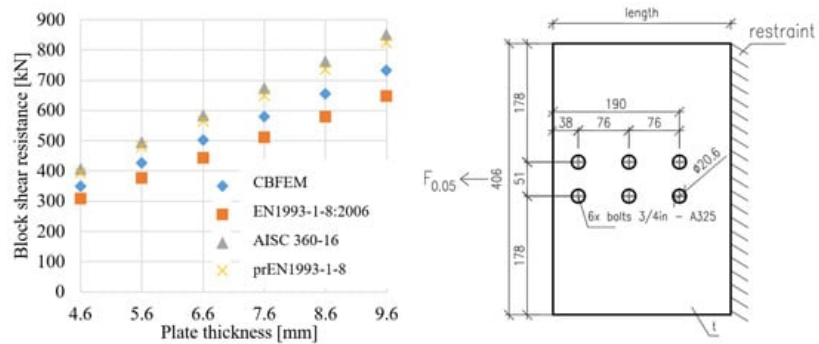 Block shear resistance [kN]
900
800
700
600
500
400
300
200
100
0
4.6 5.6 6.6 7.6 8.6 9.6
Plate thickness [mm]
CBFEM
EN1993-1-8:2006
AISC 360-16
prEN1993-1-8
length
restraint
178
190
38 76 76
F0.05
406
51
ø20.6
6x bolts 3/4in - A325
178
t